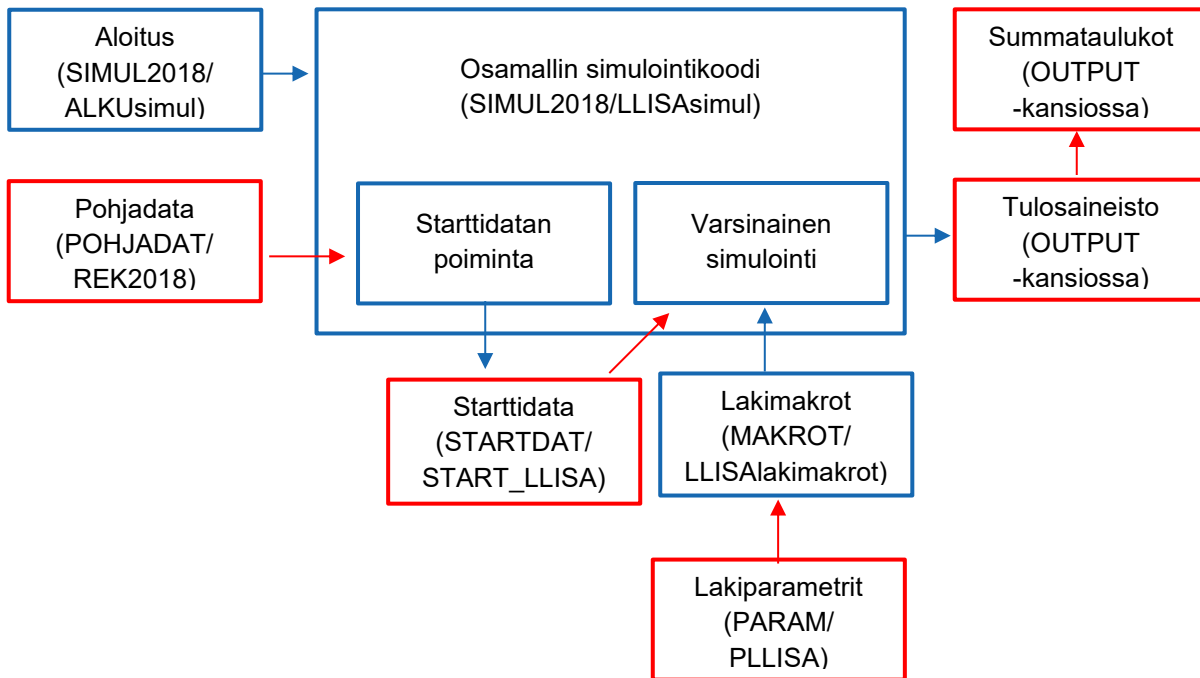 Aloitus
(SIMUL2018/
ALKUsimul)
Osamallin simulointikoodi
(SIMUL2018/LLISAsimul)
Summataulukot
(OUTPUT
-kansiossa)
Pohjadata
(POHJADAT/
REK2018)
Starttidatan
poiminta
Varsinainen
simulointi
Tulosaineisto
(OUTPUT
-kansiossa)
Starttidata
(STARTDAT/
START_LLISA)
Lakimakrot
(MAKROT/
LLISAlakimakrot)
Lakiparametrit
(PARAM/
PLLISA)